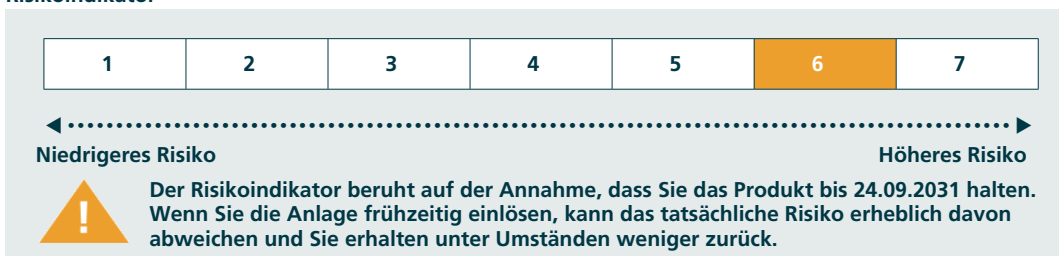 Risikoindikator
1 2 3 4 5 6 7
Niedrigeres Risiko Höheres Risiko
Der Risikoindikator beruht auf der Annahme, dass Sie das Produkt bis 24.09.2031 halten.
Wenn Sie die Anlage frühzeitig einlösen, kann das tatsächliche Risiko erheblich davon
abweichen und Sie erhalten unter Umständen weniger zurück.